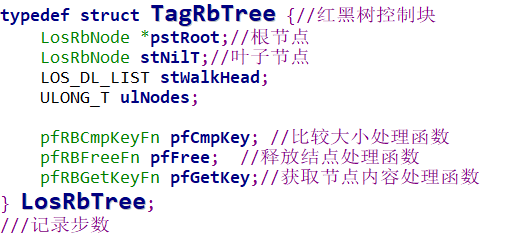 typedef struct TagRbTree {//红黑树控制块
    LosRbNode *pstRoot;//根节点
    LosRbNode stNilT;//叶子节点
    LOS_DL_LIST stWalkHead;
    ULONG_T ulNodes;

    pfRBCmpKeyFn pfCmpKey; //比较大小处理函数
    pfRBFreeFn pfFree;  //释放结点处理函数
    pfRBGetKeyFn pfGetKey;//获取节点内容处理函数
} LosRbTree;
///记录步数